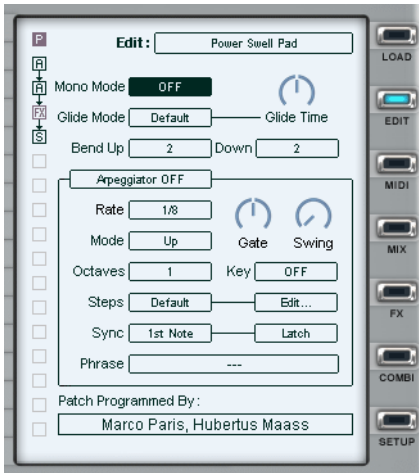 P
Edit : Power Swell Pad
LOAD
A
A
FX
S
Mono Mode OFF
Glide Mode Default Glide Time
EDIT
Bend Up 2 Down 2
MIDI
Arpeggiator OFF
Rate 1/8
Mode Up Gate Swing
MIX
Octaves 1 Key OFF
Steps Default Edit...
FX
Sync 1st Note Latch
Phrase ---
COMBI
Patch Programmed By :
Marco Paris, Hubertus Maass
SETUP